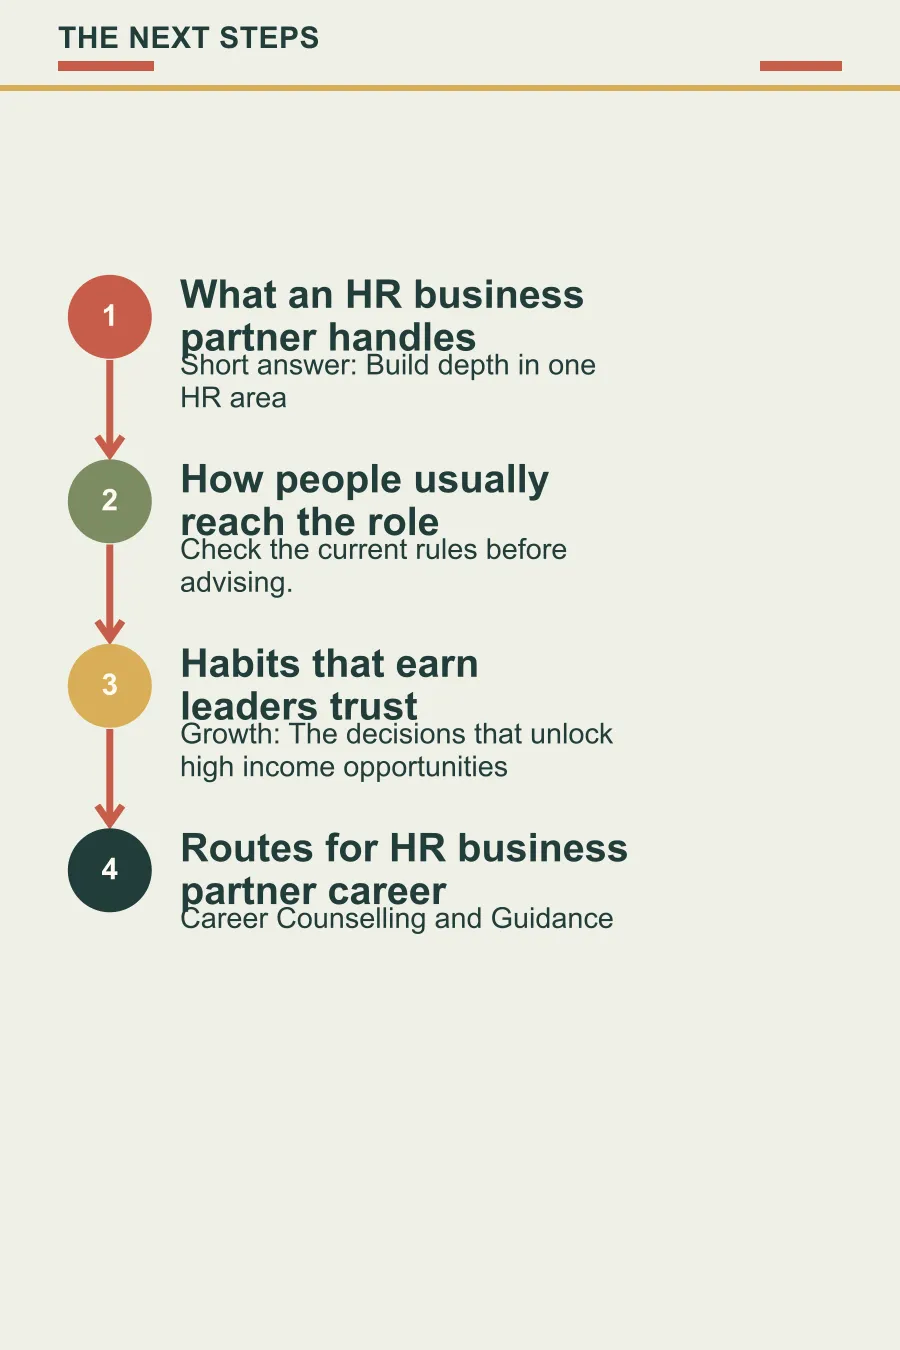 THE NEXT STEPS
1
What an HR business
partner handles
Short answer: Build depth in one
HR area
2
How people usually
reach the role
Check the current rules before
advising.
3
Habits that earn
leaders trust
Growth: The decisions that unlock
high income opportunities
4
Routes for HR business
partner career
Career Counselling and Guidance